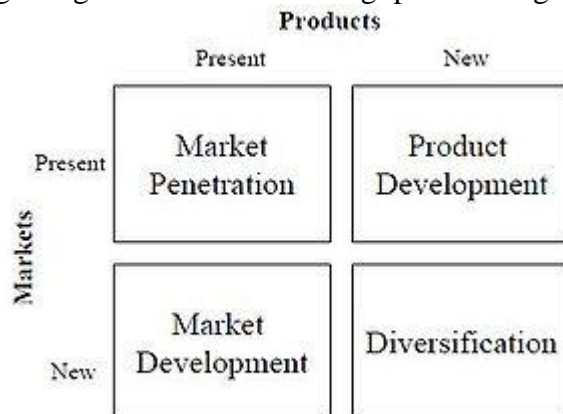 Products
Present New
Present
Market
Penetration
Product
Development
Markets
New
Market
Development
Diversification